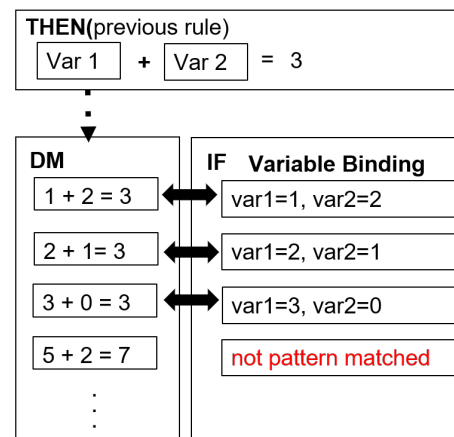 THEN(previous rule)
Var 1 + Var 2 = 3
DM
IF Variable Binding
1 + 2 = 3
var1=1, var2=2
2 + 1= 3
var1=2, var2=1
3 + 0 = 3
var1=3, var2=0
5 + 2 = 7
not pattern matched
.
.
.